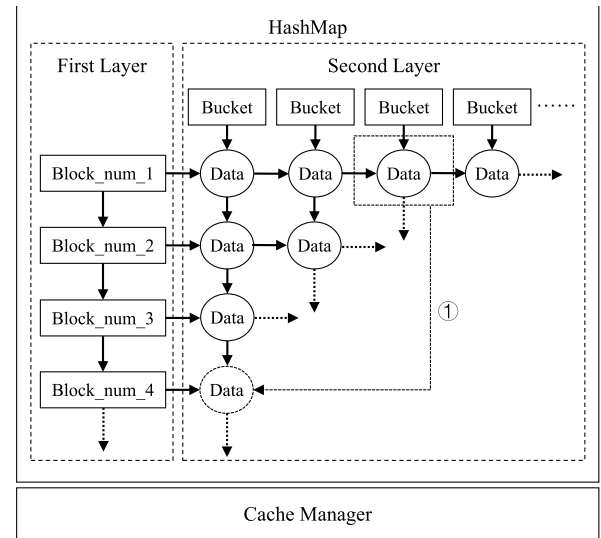 HashMap
First Layer
Second Layer
Bucket Bucket Bucket Bucket ......
Block_num_1 Data Data Data Data
Block_num_2 Data Data
Block_num_3 Data
①
Block_num_4 Data
Cache Manager